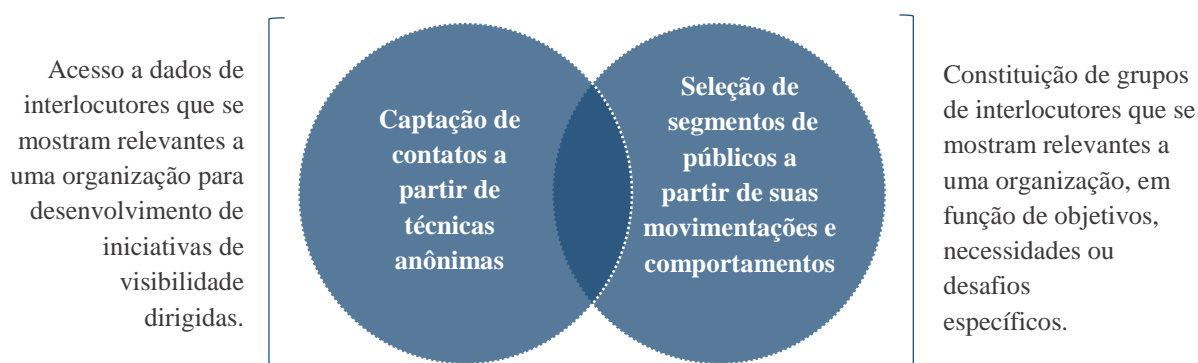 Acesso a dados de
interlocutores que se
mostram relevantes a
uma organização para
desenvolvimento de
iniciativas de
visibilidade
dirigidas.
Captação de
contatos a
partir de
técnicas
anônimas
Seleção de
segmentos de
públicos a
partir de suas
movimentações e
comportamentos
Constituição de grupos
de interlocutores que se
mostram relevantes a
uma organização, em
função de objetivos,
necessidades ou
desafios
específicos.